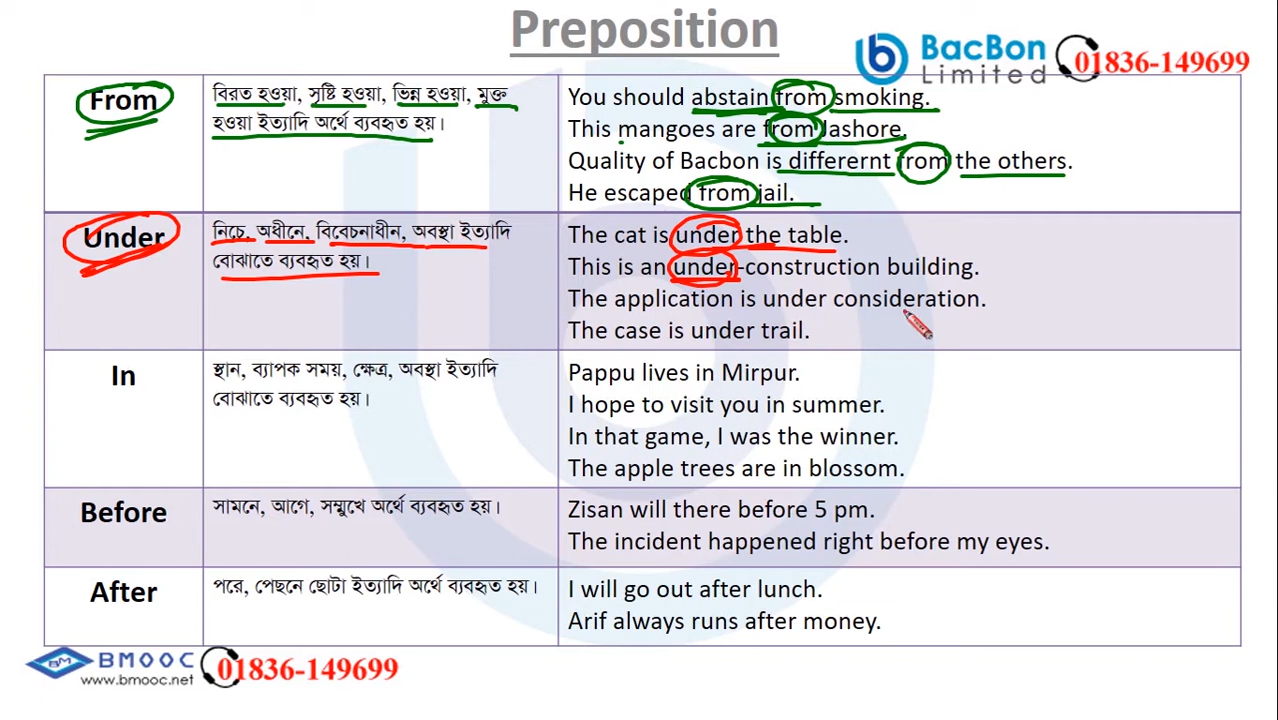 Preposition
BacBon
Limited
01836-149699
From
বিরত হওয়া, সৃষ্টি হওয়া, ভিন্ন হওয়া, মুক্ত
হওয়া ইত্যাদি অর্থে ব্যবহৃত হয়।
You should abstain from smoking.
This mangoes are from Jashore.
Quality of Bacbon is differernt from the others.
He escaped from jail.
Under
নিচে, অধীনে, বিবেচনাধীন, অবস্থা ইত্যাদি
বোঝাতে ব্যবহৃত হয়।
The cat is under the table.
This is an under-construction building.
The application is under consideration.
The case is under trail.
In
স্থান, ব্যাপক সময়, ক্ষেত্র, অবস্থা ইত্যাদি
বোঝাতে ব্যবহৃত হয়।
Pappu lives in Mirpur.
I hope to visit you in summer.
In that game, I was the winner.
The apple trees are in blossom.
Before
সামনে, আগে, সম্মুখে অর্থে ব্যবহৃত হয়।
Zisan will there before 5 pm.
The incident happened right before my eyes.
After
পরে, পেছনে ছোটা ইত্যাদি অর্থে ব্যবহৃত হয়।
I will go out after lunch.
Arif always runs after money.
BM
BMOOC
www.bmooc.net
01836-149699